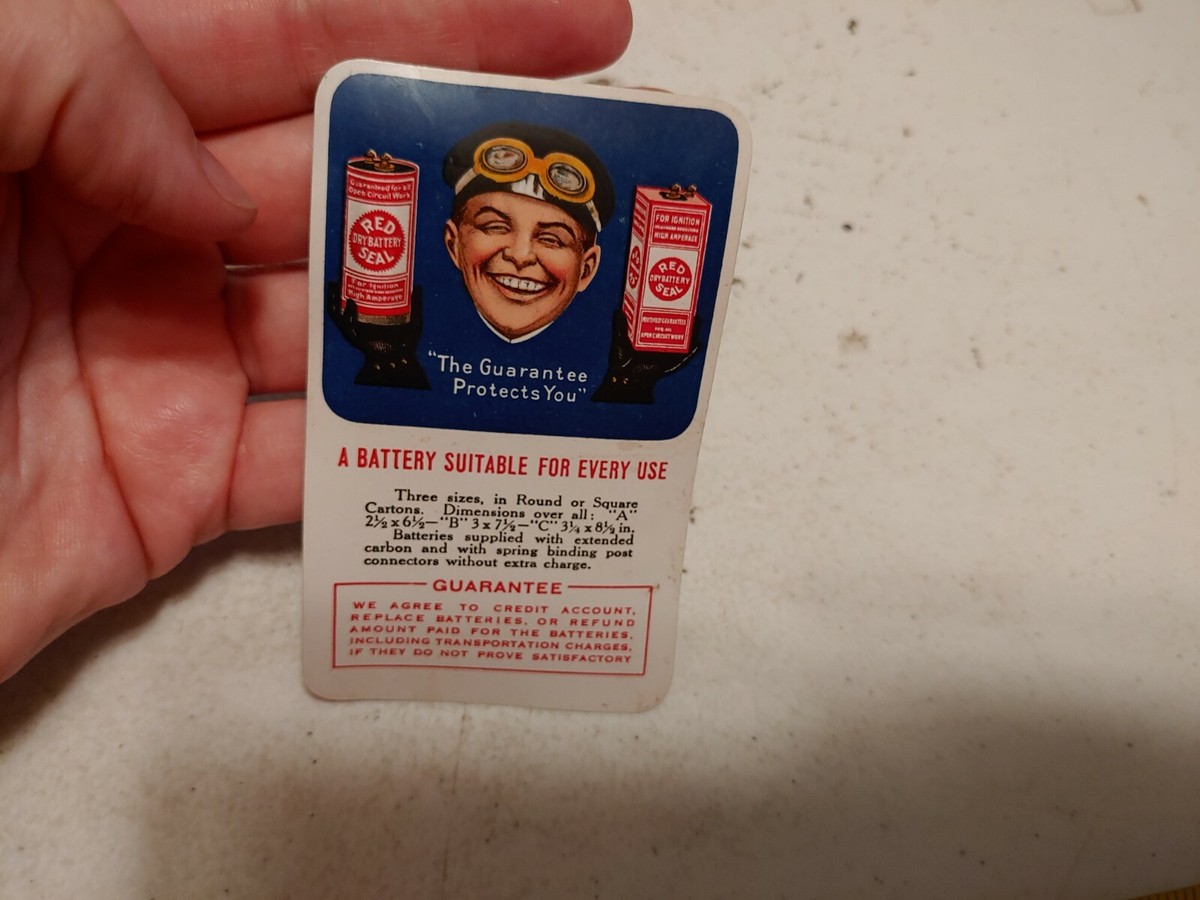 Guaranteed for all
Open Circuit Work
RED
DRY BATTERY
SEAL
For Ignition
High Amperage
FOR IGNITION
HIGH AMPERAGE
RED
DRY BATTERY
SEAL
OPEN CIRCUIT WORK
"The Guarantee
Protects You"
A BATTERY SUITABLE FOR EVERY USE
Three sizes, in Round or Square
Cartons. Dimensions over all: "A"
2½ x 6½—"B" 3 x 7½—"C" 3¼ x 8½ in.
Batteries supplied with extended
carbon and with spring binding post
connectors without extra charge.
GUARANTEE
WE AGREE TO CREDIT ACCOUNT,
REPLACE BATTERIES, OR REFUND
AMOUNT PAID FOR THE BATTERIES,
INCLUDING TRANSPORTATION CHARGES,
IF THEY DO NOT PROVE SATISFACTORY